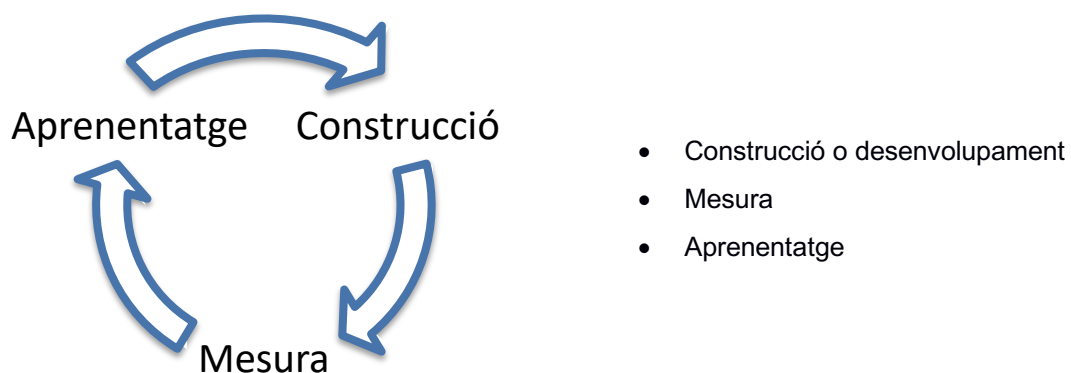 Aprenentatge Construcció
Mesura
• Construcció o desenvolupament
• Mesura
• Aprenentatge